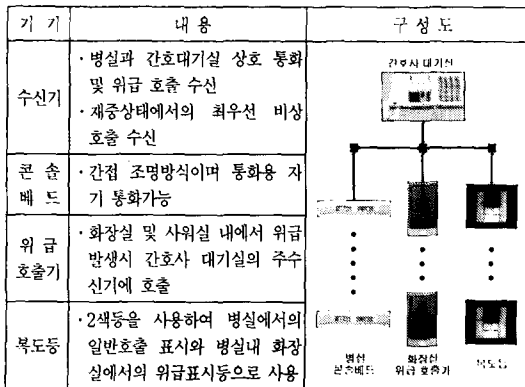 기 기
내 용
구 성 도
수신기
· 병실과 간호대기실 상호 통화
및 위급 호출 수신
· 재중상태에서의 최우선 비상
호출 수신
콘 솔
베 드
· 간접 조명방식이며 통화용 자
기 통화가능
위 급
호출기
· 화장실 및 샤워실 내에서 위급
발생시 간호사 대기실의 주수
신기에 호출
복도등
· 2색등을 사용하여 병실에서의
일반호출 표시와 병실내 화장
실에서의 위급표시등으로 사용
간호사 대기실
병실
콘솔베드
화장실
위급 호출기
복도등